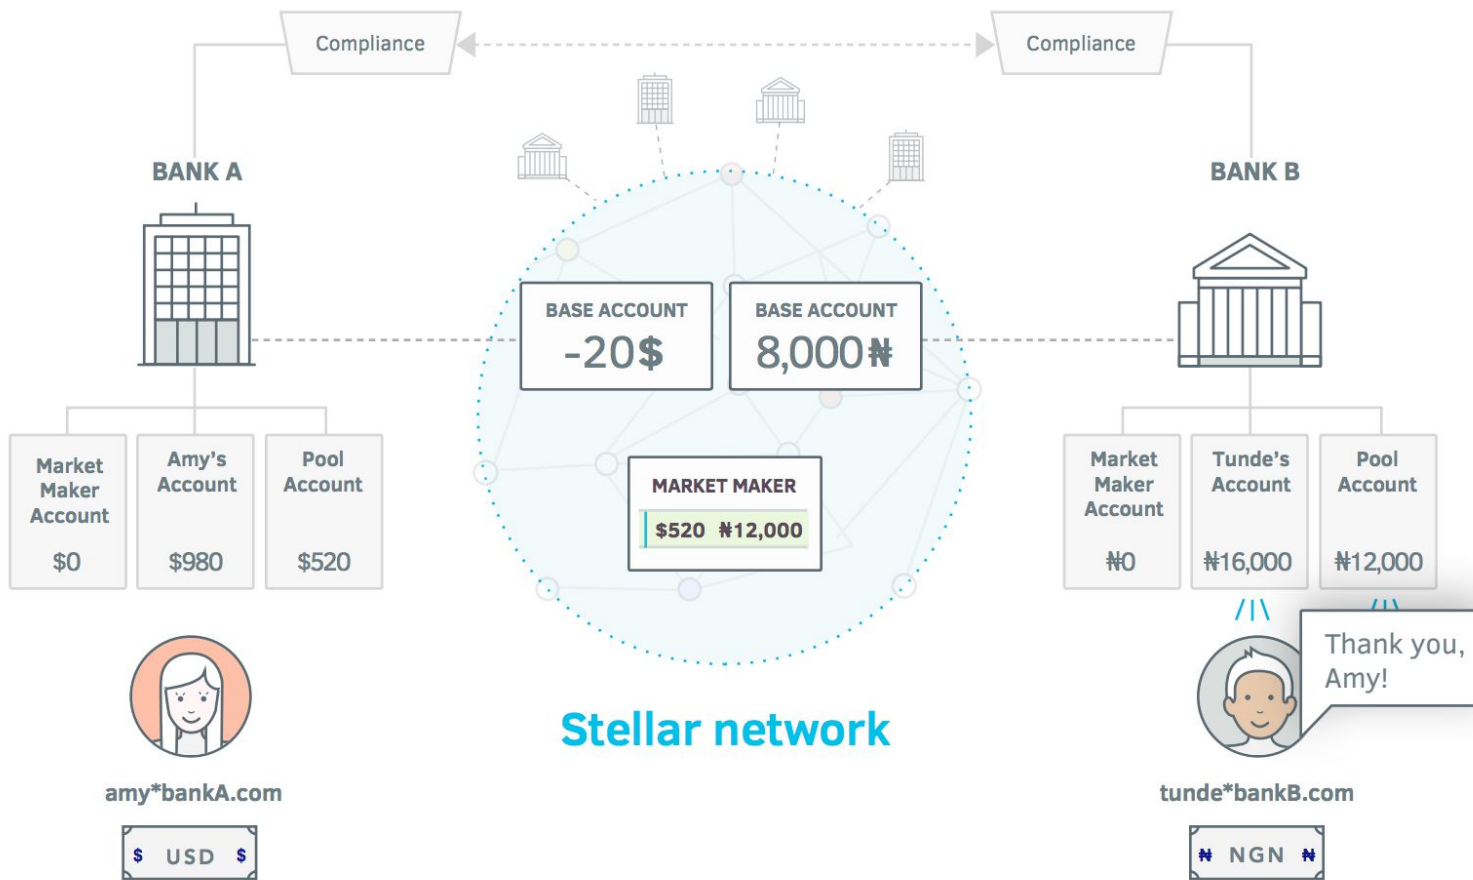 Compliance
Compliance
BANK A
BANK B
BASE ACCOUNT
-20$
BASE ACCOUNT
8,000₦
MARKET MAKER
$520 ₦12,000
Market
Maker
Account
$0
Amy's
Account
$980
Pool
Account
$520
Market
Maker
Account
₦0
Tunde's
Account
₦16,000
Pool
Account
₦12,000
Thank you,
Amy!
Stellar network
amy*bankA.com
tunde*bankB.com
$ USD $
₦ NGN ₦